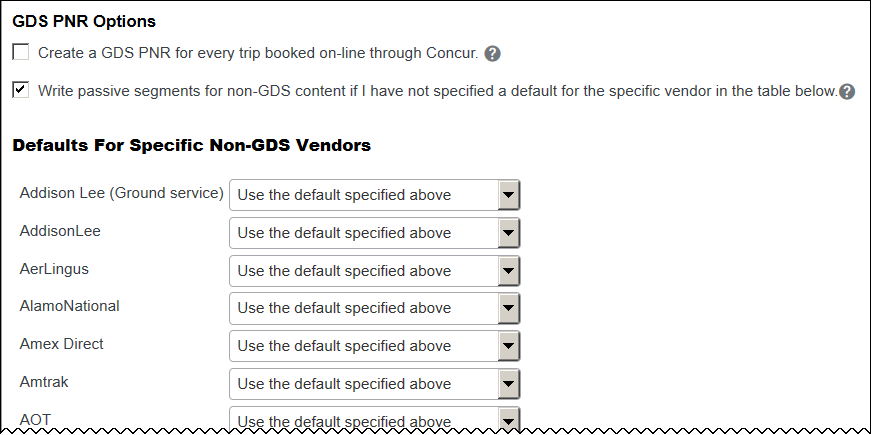 GDS PNR Options
Create a GDS PNR for every trip booked on-line through Concur. ?
Write passive segments for non-GDS content if I have not specified a default for the specific vendor in the table below. ?
Defaults For Specific Non-GDS Vendors
Addison Lee (Ground service) Use the default specified above
AddisonLee Use the default specified above
AerLingus Use the default specified above
AlamoNational Use the default specified above
Amex Direct Use the default specified above
Amtrak Use the default specified above
AOT Use the default specified above